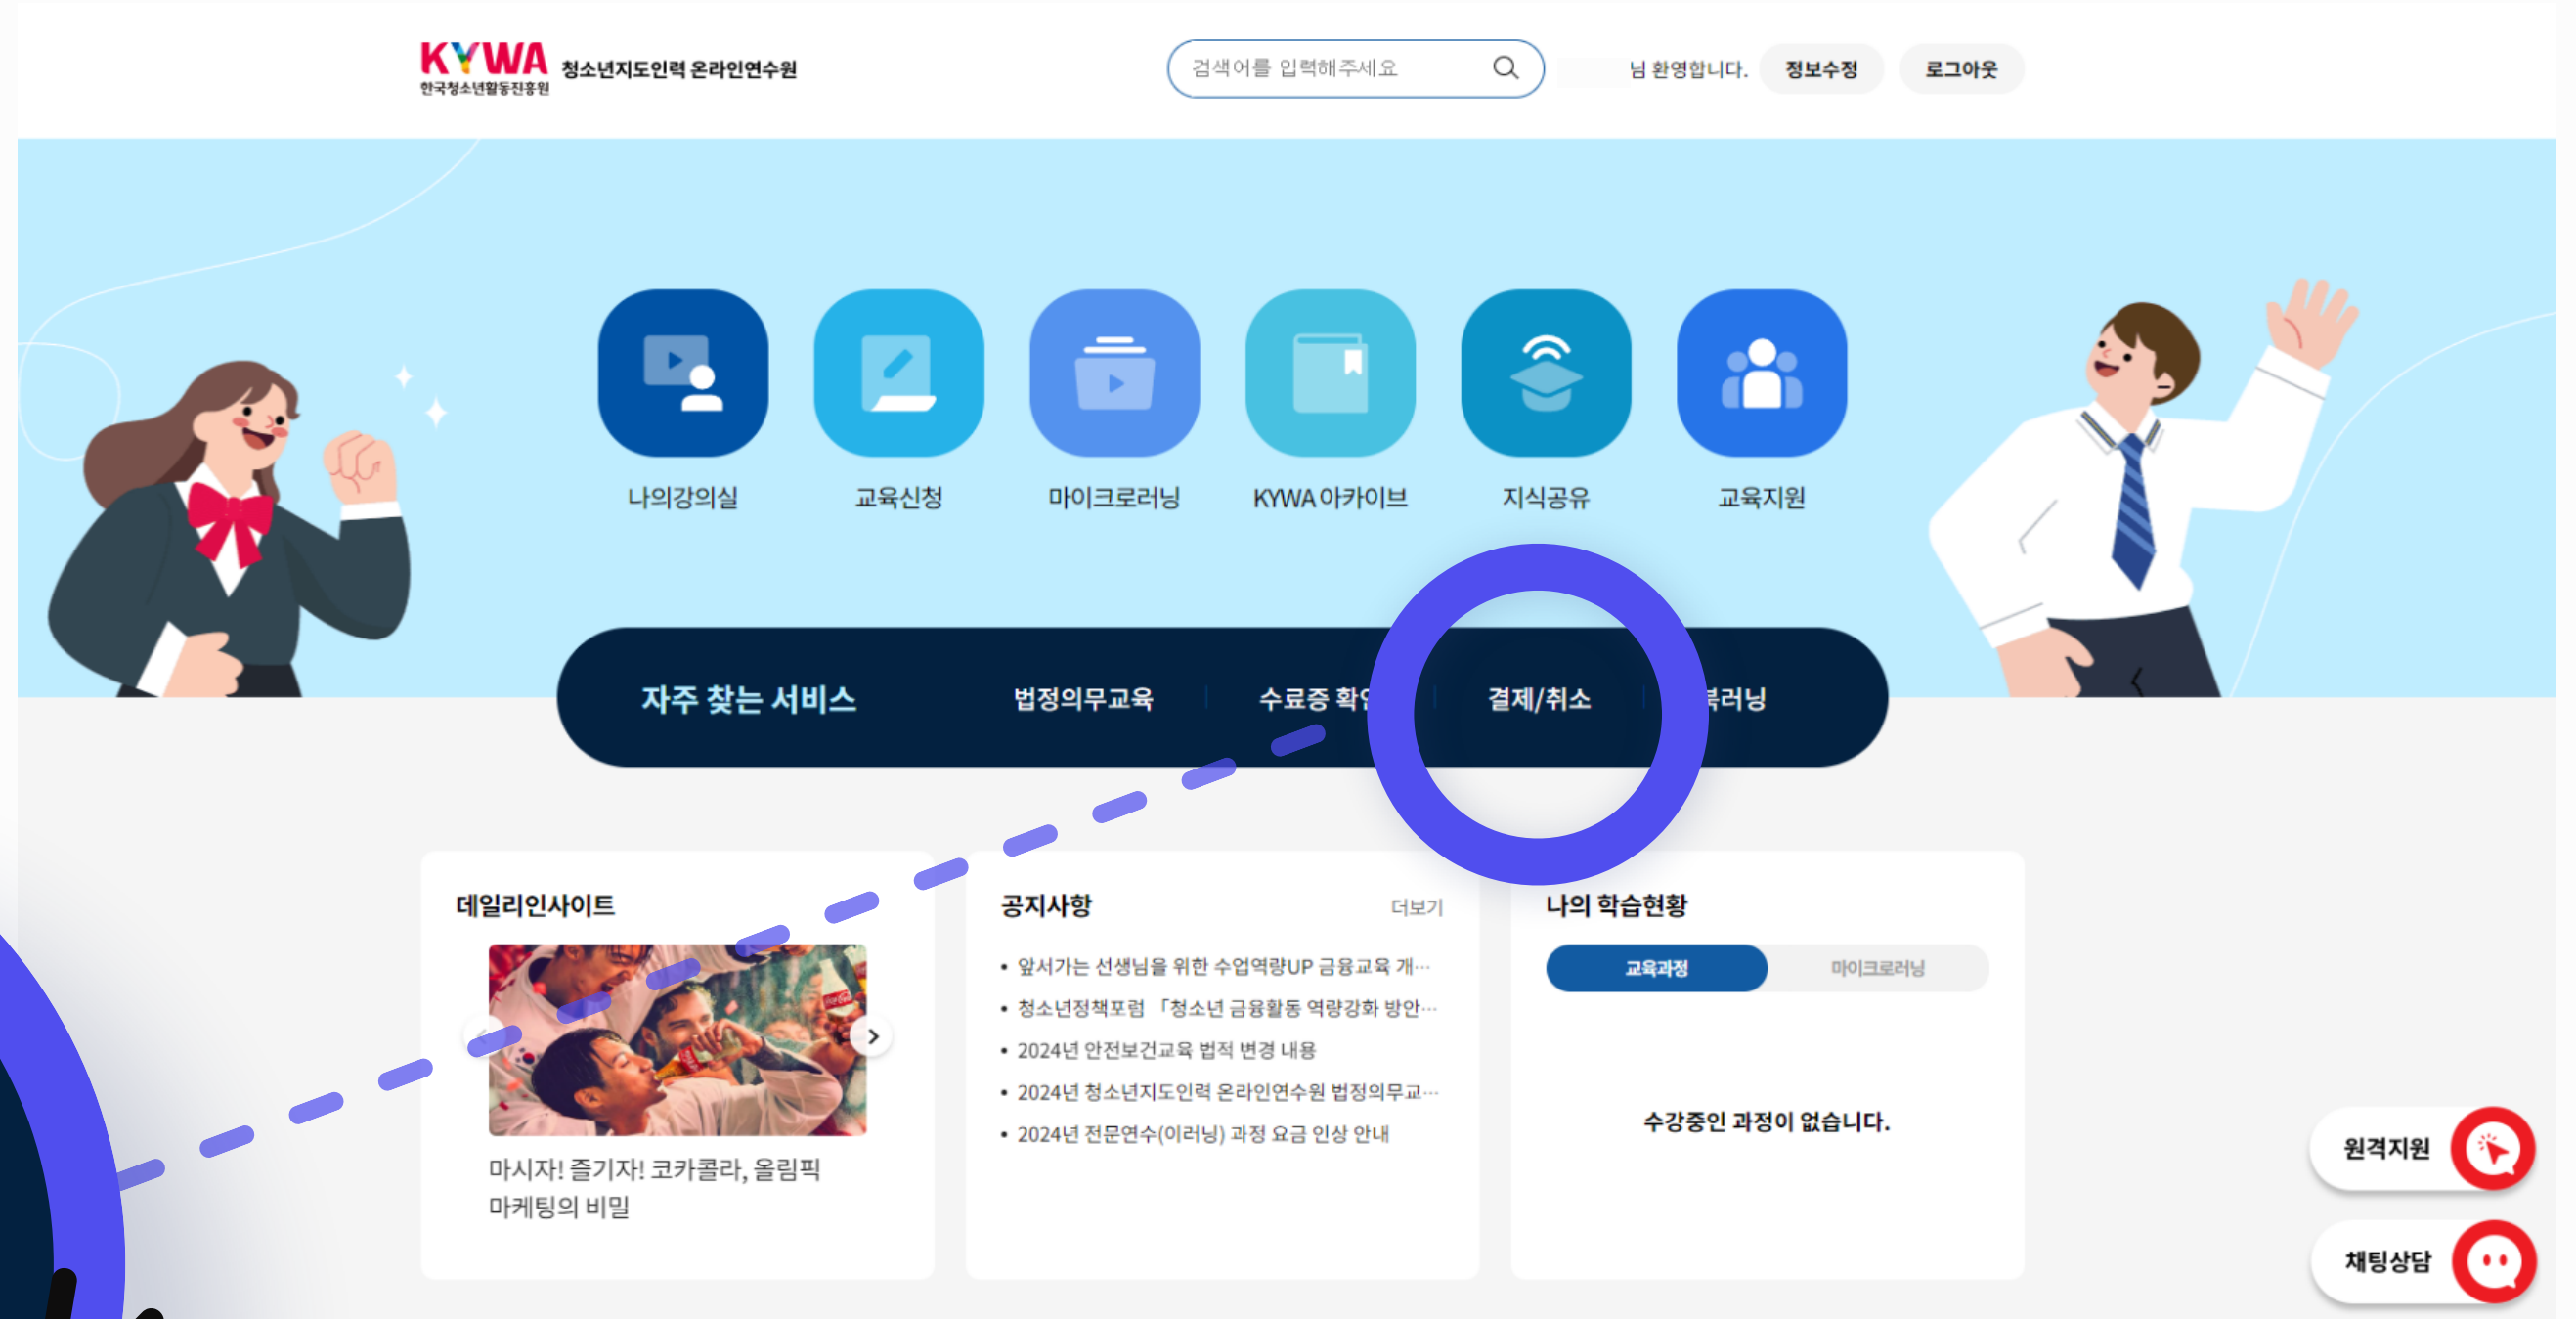 KYWA
한국청소년활동진흥원
청소년지도인력 온라인연수원
검색어를 입력해주세요
님 환영합니다.
정보수정
로그아웃
나의강의실
교육신청
마이크로러닝
KYWA 아카이브
지식공유
교육지원
자주 찾는 서비스
법정의무교육
수료증
결제/취소
데일리인사이트
마시자! 즐기자! 코카콜라, 올림픽
마케팅의 비밀
공지사항
더보기
• 앞서가는 선생님을 위한 수업역량UP 금융교육 개…
• 청소년정책포럼 「청소년 금융활동 역량강화 방안…
• 2024년 안전보건교육 법적 변경 내용
• 2024년 청소년지도인력 온라인연수원 법정의무교…
• 2024년 전문연수(이러닝) 과정 요금 인상 안내
나의 학습현황
교육과정
마이크로러닝
수강중인 과정이 없습니다.
원격지원
채팅상담